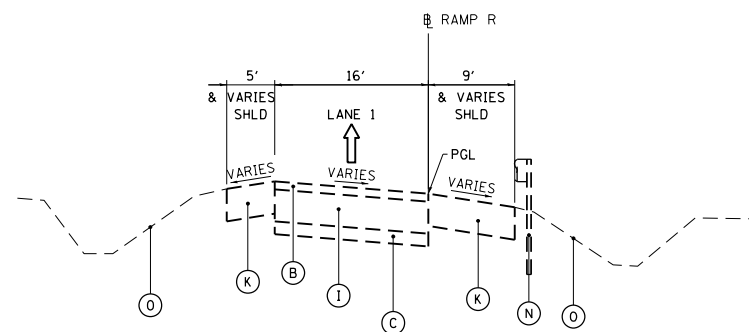 ℄ RAMP R
5' 16' 9'
& VARIES & VARIES
SHLD SHLD
LANE 1
PGL
VARIES VARIES VARIES
K B I C K N O
O